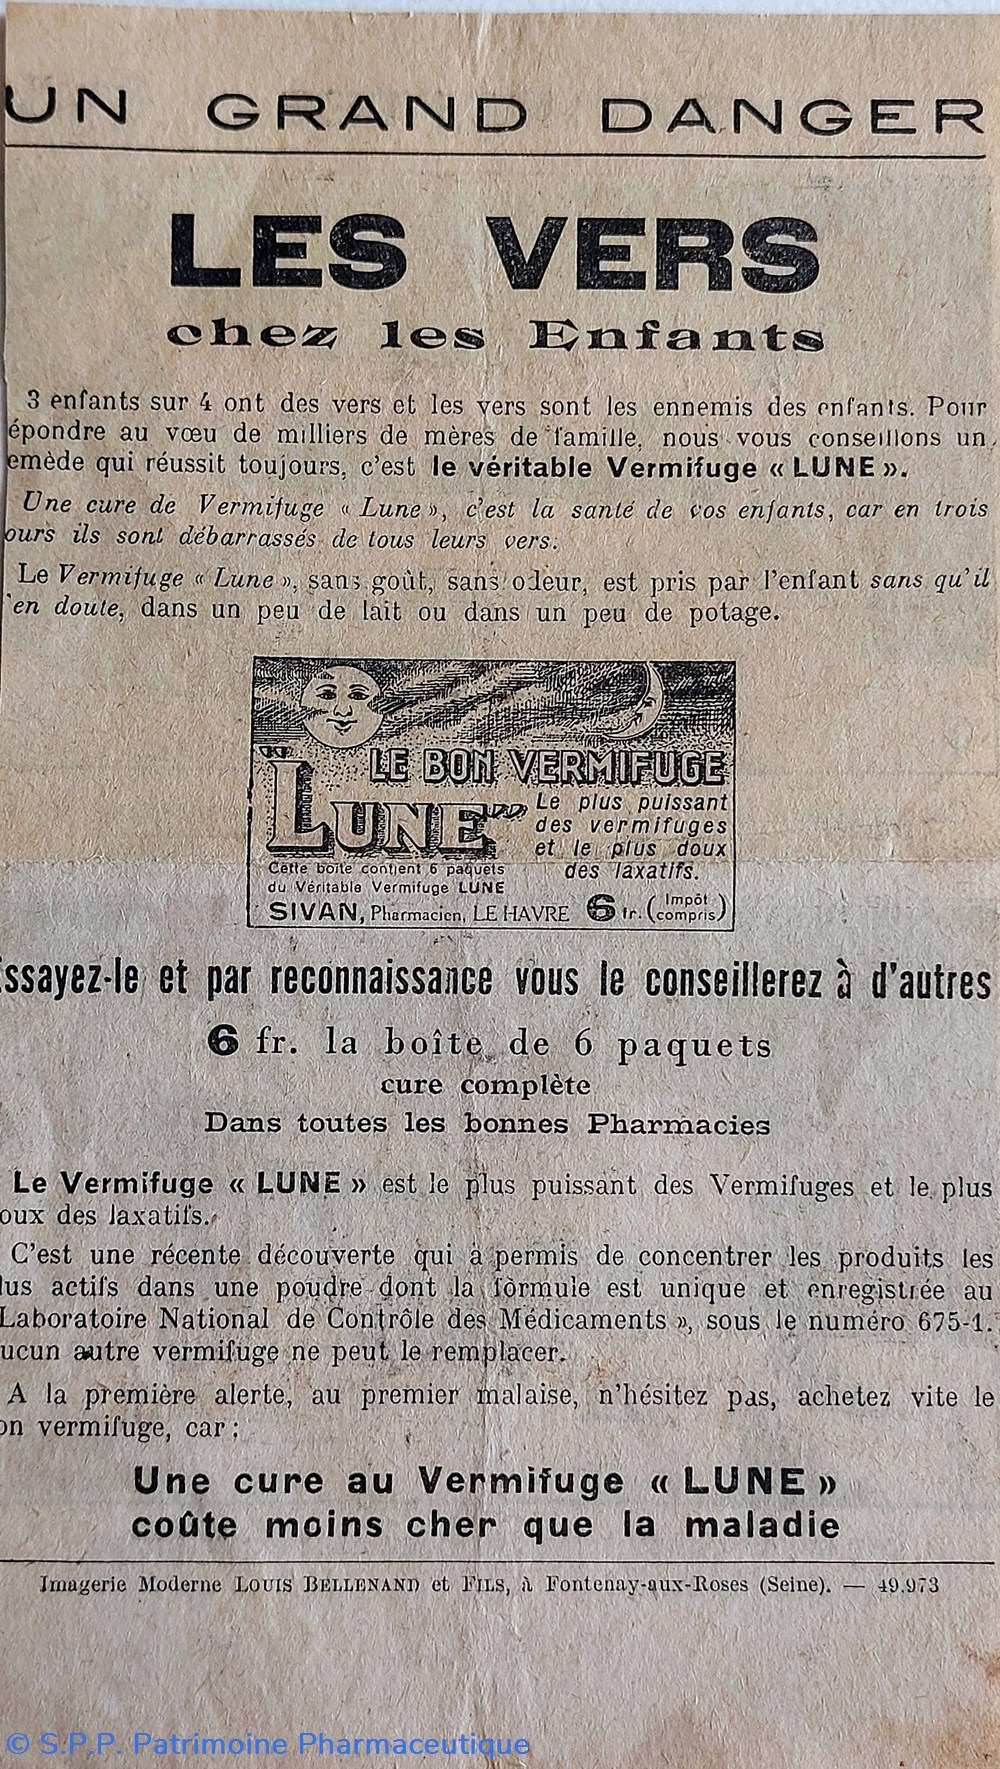 UN GRAND DANGER
LES VERS
chez les Enfants
3 enfants sur 4 ont des vers et les vers sont les ennemis des enfants. Pour
épondre au vœu de milliers de mères de famille, nous vous conseillons un
emède qui réussit toujours, c'est le véritable Vermifuge « LUNE ».
Une cure de Vermifuge « Lune », c'est la santé de vos enfants, car en trois
ours ils sont débarrassés de tous leurs vers.
Le Vermifuge « Lune », sans goût, sans odeur, est pris par l'enfant sans qu'il
'en doute, dans un peu de lait ou dans un peu de potage.
LE BON VERMIFUGE
"LUNE"
Le plus puissant
des vermifuges
et le plus doux
des laxatifs.
Cette boîte contient 6 paquets
du Véritable Vermifuge LUNE
SIVAN, Pharmacien, LE HAVRE 6 fr. (Impôt compris)
Essayez-le et par reconnaissance vous le conseillerez à d'autres
6 fr. la boîte de 6 paquets
cure complète
Dans toutes les bonnes Pharmacies
Le Vermifuge « LUNE » est le plus puissant des Vermifuges et le plus
oux des laxatifs.
C'est une récente découverte qui a permis de concentrer les produits les
lus actifs dans une poudre dont la formule est unique et enregistrée au
Laboratoire National de Contrôle des Médicaments », sous le numéro 675-1.
ucun autre vermifuge ne peut le remplacer.
A la première alerte, au premier malaise, n'hésitez pas, achetez vite le
on vermifuge, car :
Une cure au Vermifuge « LUNE »
coûte moins cher que la maladie
Imagerie Moderne LOUIS BELLENAND et FILS, à Fontenay-aux-Roses (Seine). — 49.973
© S.P.P. Patrimoine Pharmaceutique